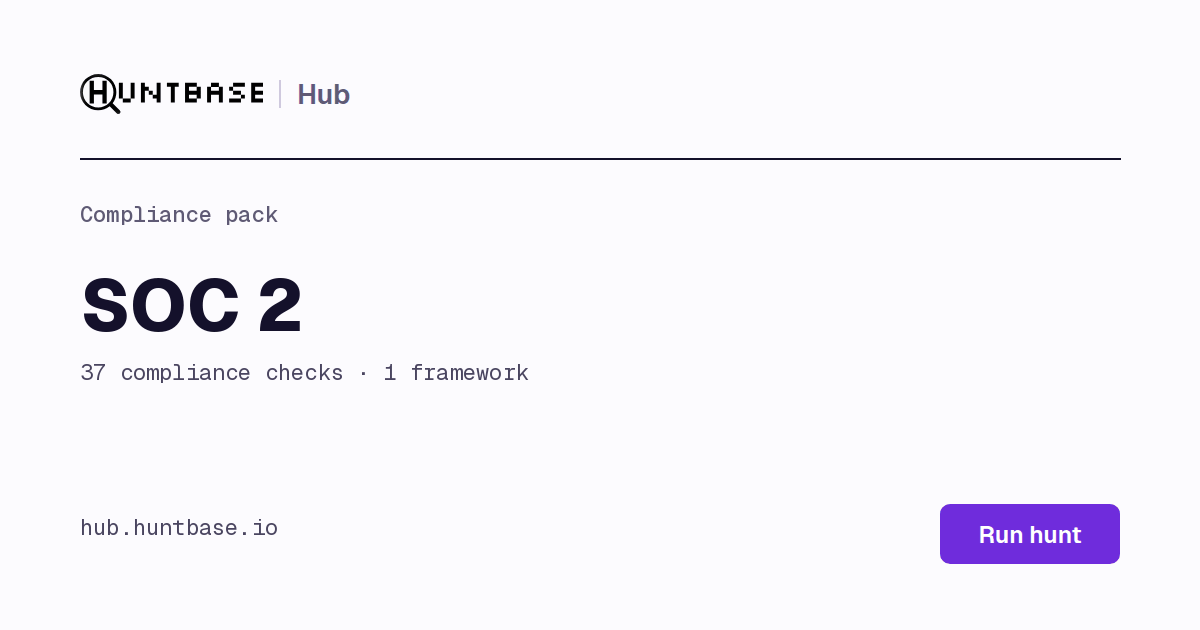 HUNTBASE | Hub
Compliance pack
SOC 2
37 compliance checks · 1 framework
hub.huntbase.io
Run hunt